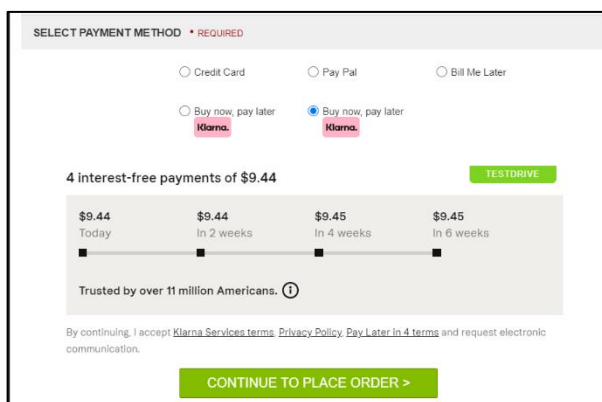 SELECT PAYMENT METHOD • REQUIRED
Credit Card Pay Pal Bill Me Later
Buy now, pay later Buy now, pay later
Klarna. Klarna.
4 interest-free payments of $9.44 TESTDRIVE
$9.44 $9.44 $9.45 $9.45
Today In 2 weeks In 4 weeks In 6 weeks
Trusted by over 11 million Americans.
By continuing, I accept Klarna Services terms, Privacy Policy, Pay Later in 4 terms and request electronic
communication.
CONTINUE TO PLACE ORDER >